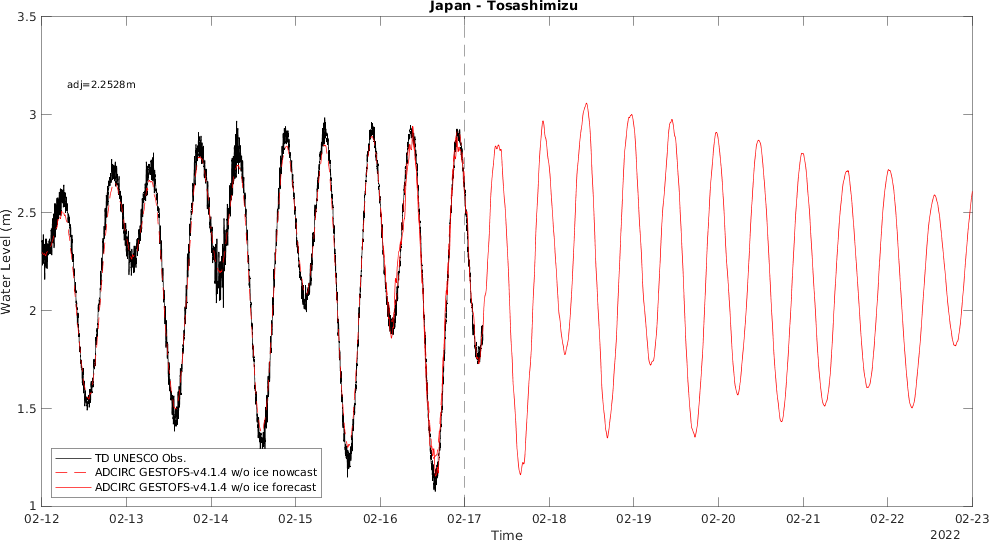 Japan - Tosashimizu
3.5
adj=2.2528m
3
2.5
Water Level (m)
2
1.5
TD UNESCO Obs.
ADCIRC GESTOFS-v4.1.4 w/o ice nowcast
ADCIRC GESTOFS-v4.1.4 w/o ice forecast
1
02-12 02-13 02-14 02-15 02-16 02-17 02-18 02-19 02-20 02-21 02-22 02-23
Time
2022